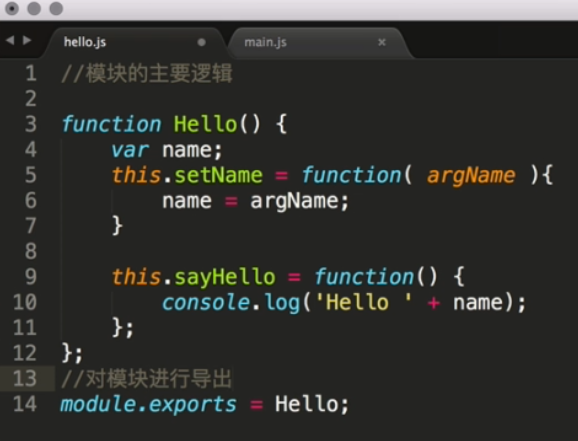 hello.js
main.js
1 //模块的主要逻辑
2
3 function Hello() {
4     var name;
5     this.setName = function( argName ){
6         name = argName;
7     }
8
9     this.sayHello = function() {
10         console.log('Hello ' + name);
11     };
12 };
13 //对模块进行导出
14 module.exports = Hello;